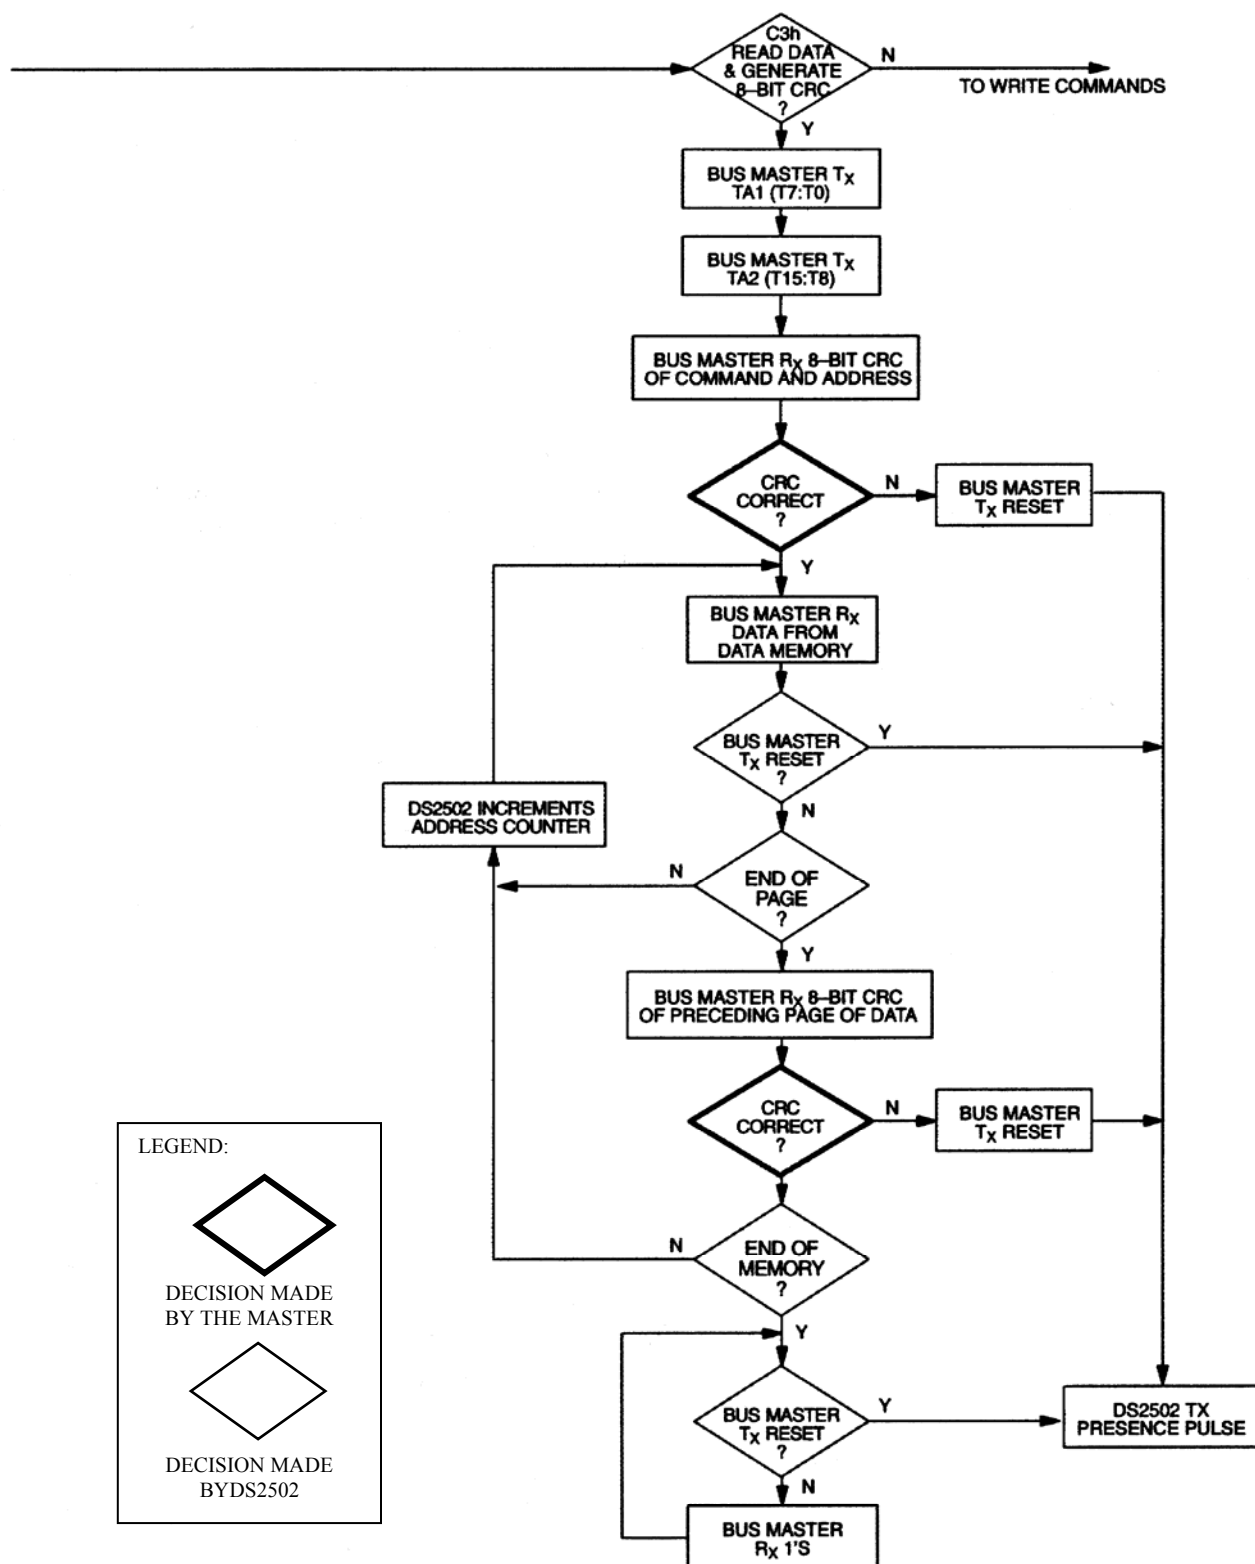 C3h
READ DATA
& GENERATE
8-BIT CRC
?
N
TO WRITE COMMANDS
Y
BUS MASTER TX
TA1 (T7:T0)
BUS MASTER TX
TA2 (T15:T8)
BUS MASTER RX 8-BIT CRC
OF COMMAND AND ADDRESS
CRC
CORRECT
?
N
BUS MASTER
TX RESET
Y
BUS MASTER RX
DATA FROM
DATA MEMORY
BUS MASTER
TX RESET
?
Y
N
DS2502 INCREMENTS
ADDRESS COUNTER
END OF
PAGE
?
N
Y
BUS MASTER RX 8-BIT CRC
OF PRECEDING PAGE OF DATA
CRC
CORRECT
?
N
BUS MASTER
TX RESET
END OF
MEMORY
?
N
Y
BUS MASTER
TX RESET
?
Y
DS2502 TX
PRESENCE PULSE
N
BUS MASTER
RX 1'S
LEGEND:
DECISION MADE
BY THE MASTER
DECISION MADE
BYDS2502